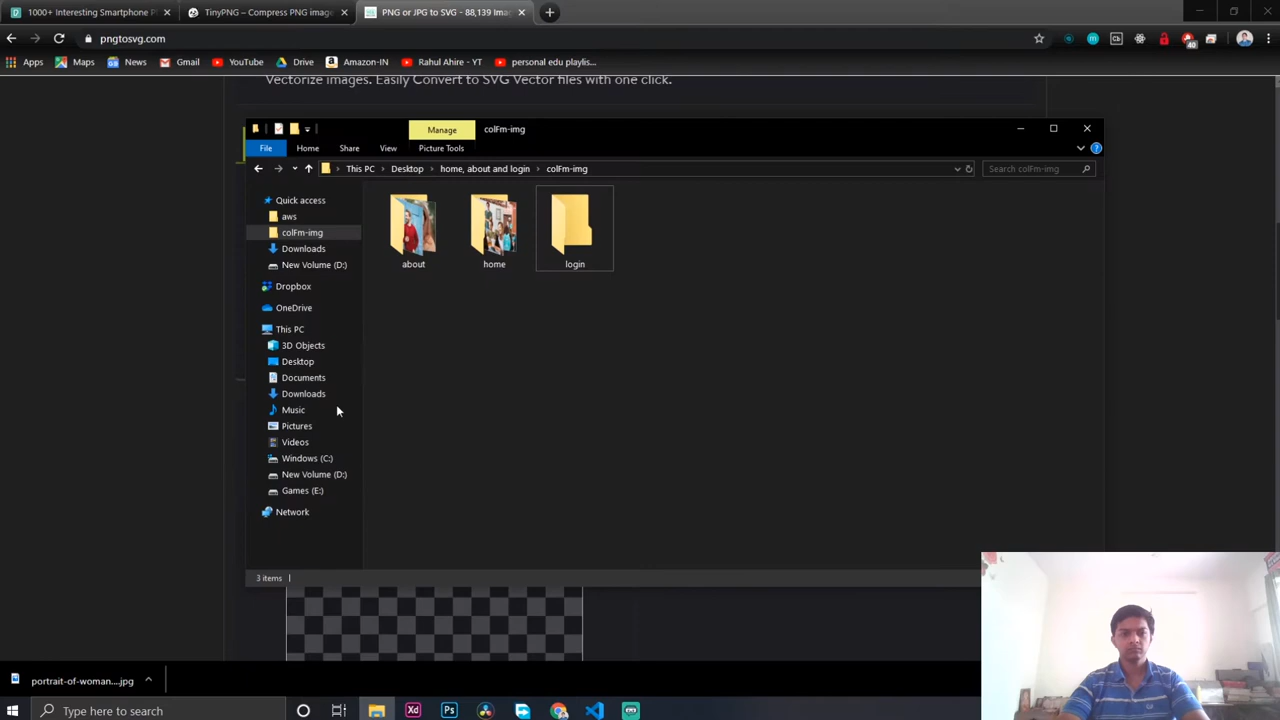 1000+ Interesting Smartphone P
TinyPNG – Compress PNG image
PNG or JPG to SVG - 88,139 Imag
pngtosvg.com
40
Apps
Maps
News
Gmail
YouTube
Drive
Amazon-IN
Rahul Ahire - YT
personal edu playlis...
Vectorize images. Easily Convert to SVG Vector files with one click.
Manage
colFm-img
File
Home
Share
View
Picture Tools
This PC
Desktop
home, about and login
colFm-img
Search colFm-img
Quick access
aws
colFm-img
Downloads
New Volume (D:)
Dropbox
OneDrive
This PC
3D Objects
Desktop
Documents
Downloads
Music
Pictures
Videos
Windows (C:)
New Volume (D:)
Games (E:)
Network
about
home
login
3 items
portrait-of-woman....jpg
Type here to search
Xd
Ps